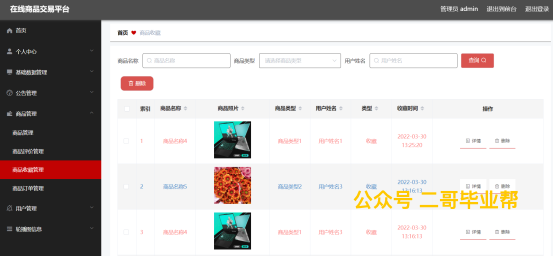 在线商品交易平台
管理员 admin 退出到前台 退出登录
首页
个人中心
基础数据管理
公告管理
商品管理
商品管理
商品评价管理
商品收藏管理
商品订单管理
用户管理
轮播图信息
首页 商品收藏
商品名称 商品名称 商品类型 请选择商品类型 用户姓名 用户姓名 查询
删除
索引 商品名称 商品照片 商品类型 用户姓名 类型 收藏时间 操作
1 商品名称4 商品类型1 用户姓名1 收藏 2022-03-30 13:25:20 详情 删除
2 商品名称5 商品类型2 用户姓名3 收藏 2022-03-30 13:16:13 详情 删除
3 商品名称4 商品类型1 用户姓名1 收藏 2022-03-30 13:16:13 详情 删除
公众号 二哥毕业帮